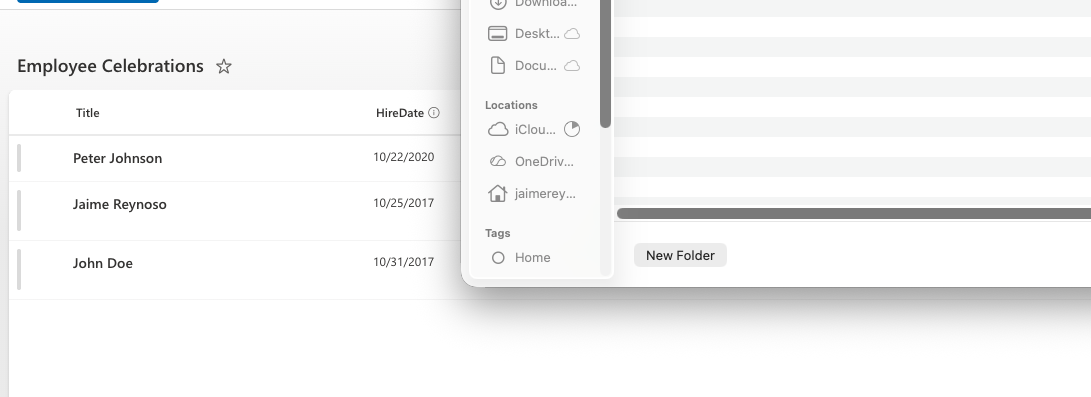 Employee Celebrations
Title HireDate
Peter Johnson 10/22/2020
Jaime Reynoso 10/25/2017
John Doe 10/31/2017
Downloa...
Deskt...
Docu...
Locations
iClou...
OneDriv...
jaimerey...
Tags
Home
New Folder